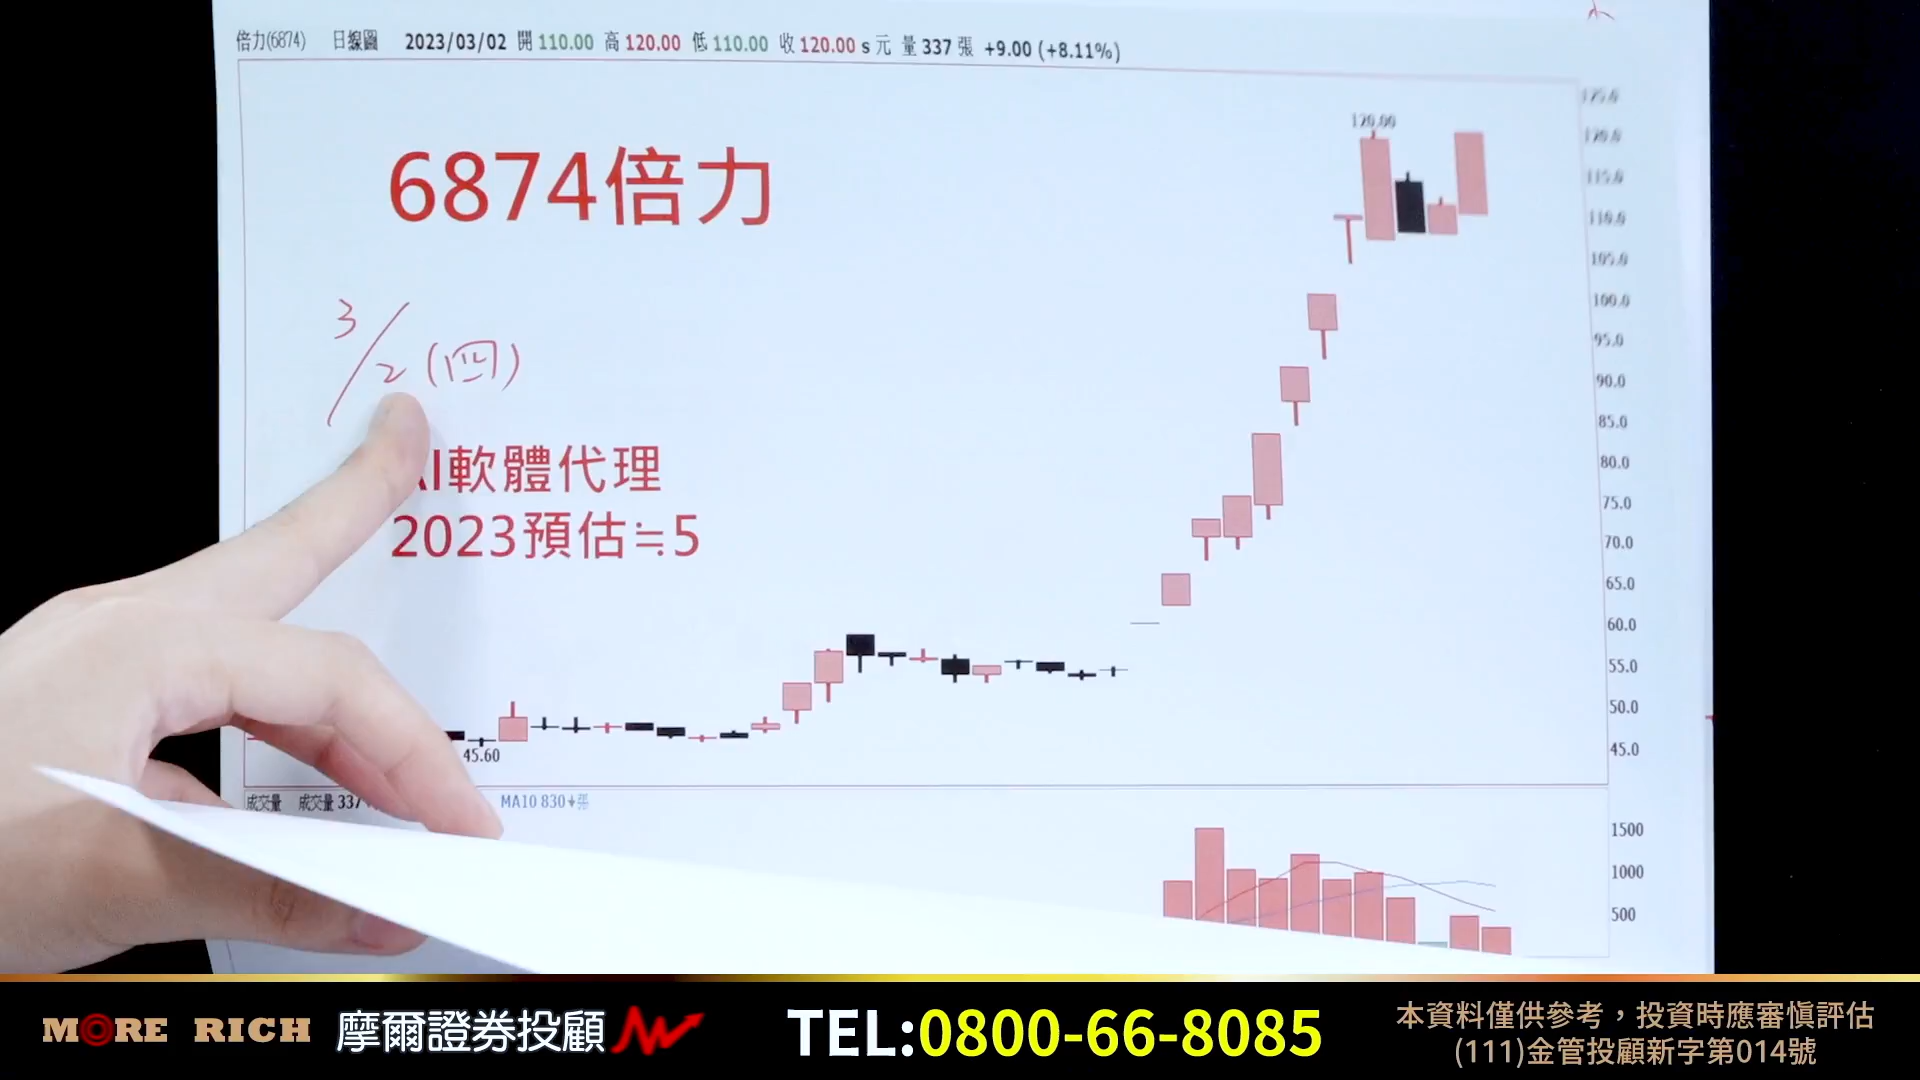 倍力(6874) 日線圖 2023/03/02 開 110.00 高 120.00 低 110.00 收 120.00 s 元 量 337 張 +9.00 (+8.11%)
6874倍力
3/2(四)
AI軟體代理
2023預估≒5
120.00
45.60
125.0
120.0
115.0
110.0
105.0
100.0
95.0
90.0
85.0
80.0
75.0
70.0
65.0
60.0
55.0
50.0
45.0
成交量 成交量 337 MA10 830↓張
1500
1000
500
MORE RICH 摩爾證券投顧 TEL:0800-66-8085
本資料僅供參考，投資時應審慎評估
(111)金管投顧新字第014號